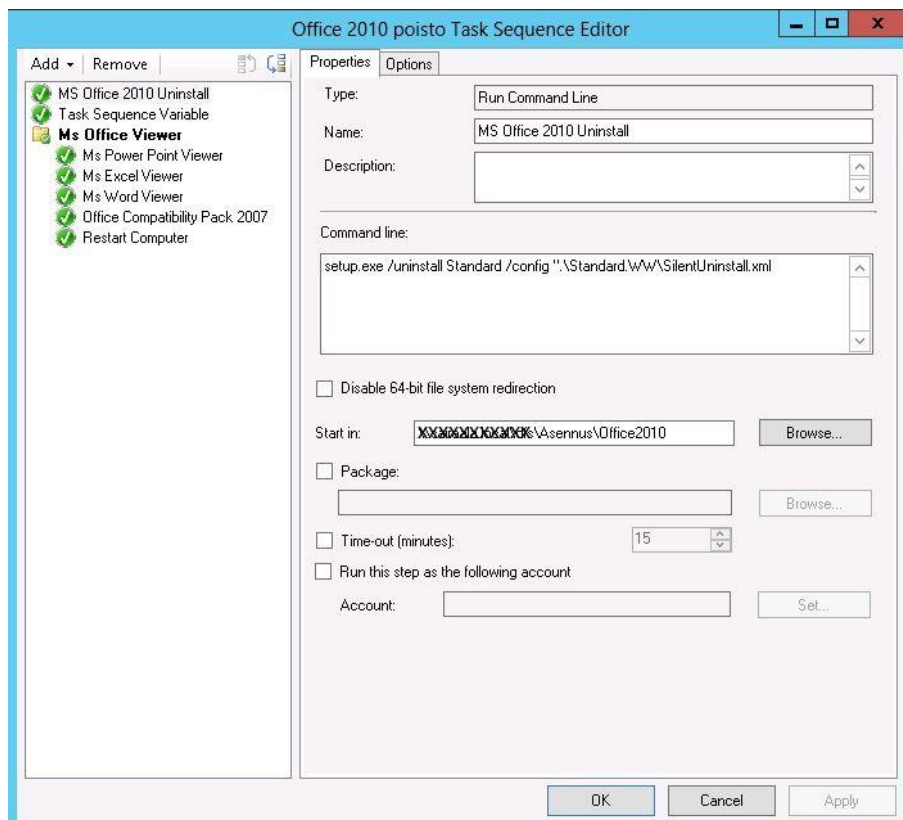 Office 2010 poisto Task Sequence Editor
Add Remove
MS Office 2010 Uninstall
Task Sequence Variable
Ms Office Viewer
Ms Power Point Viewer
Ms Excel Viewer
Ms Word Viewer
Office Compatibility Pack 2007
Restart Computer
Properties Options
Type: Run Command Line
Name: MS Office 2010 Uninstall
Description:
Command line:
setup.exe /uninstall Standard /config ".\Standard.WW\SilentUninstall.xml
Disable 64-bit file system redirection
Start in: \Asennus\Office2010 Browse...
Package:
Browse...
Time-out (minutes): 15
Run this step as the following account
Account: Set...
OK Cancel Apply